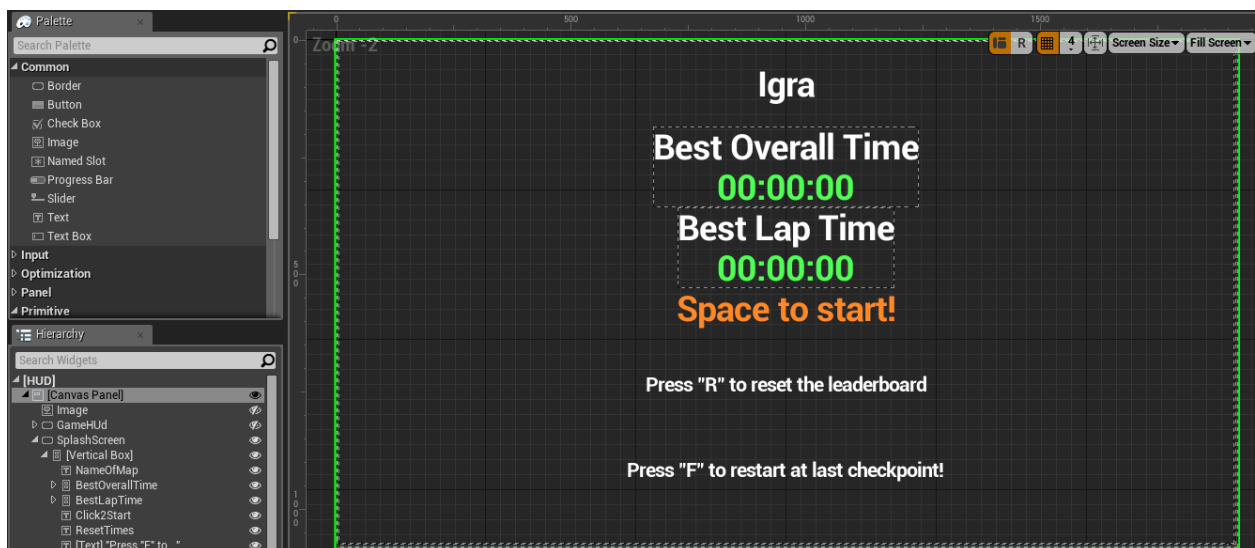 Palette
Search Palette
Common
Border
Button
Check Box
Image
Named Slot
Progress Bar
Slider
Text
Text Box
Input
Optimization
Panel
Primitive
Hierarchy
Search Widgets
[HUD]
[Canvas Panel]
Image
GameHUd
SplashScreen
[Vertical Box]
NameOfMap
BestOverallTime
BestLapTime
Click2Start
ResetTimes
[Text] "Press "F" to..."
0 500 1000 1500
0
500
1000
Zoom -2
R 4 Screen Size Fill Screen
Igra
Best Overall Time
00:00:00
Best Lap Time
00:00:00
Space to start!
Press "R" to reset the leaderboard
Press "F" to restart at last checkpoint!